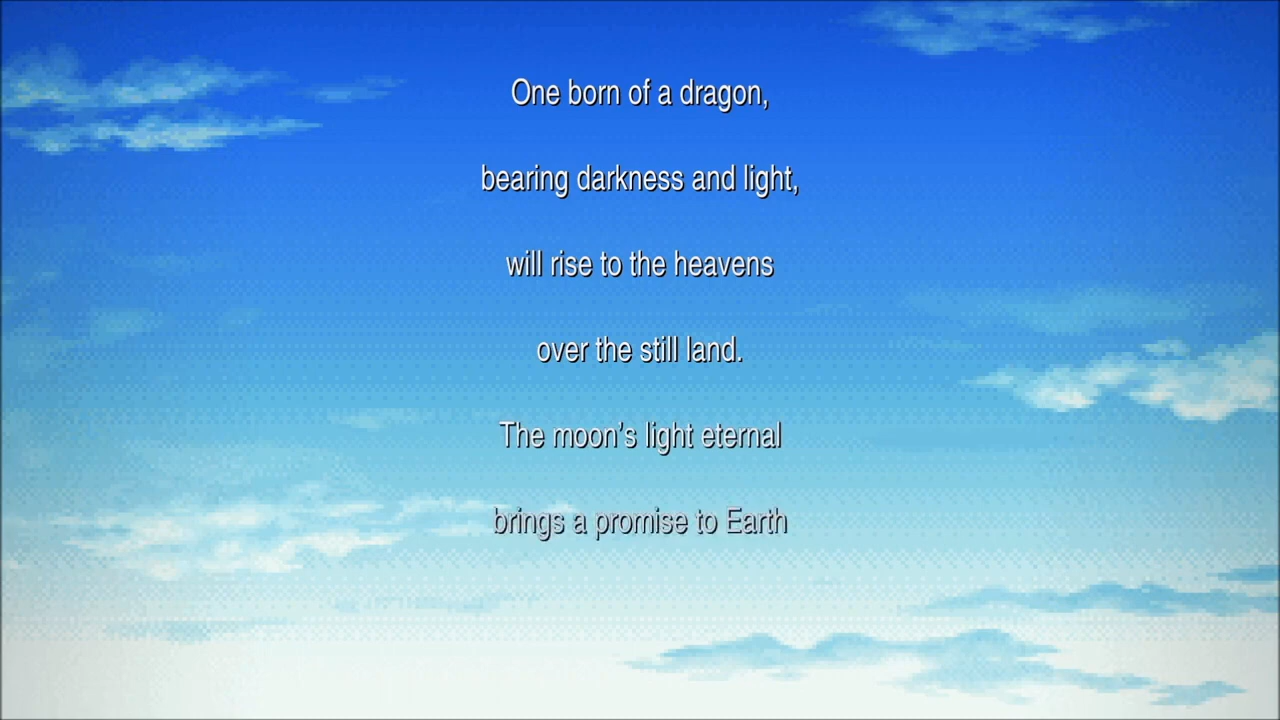 One born of a dragon,
bearing darkness and light,
will rise to the heavens
over the still land.
The moon's light eternal
brings a promise to Earth